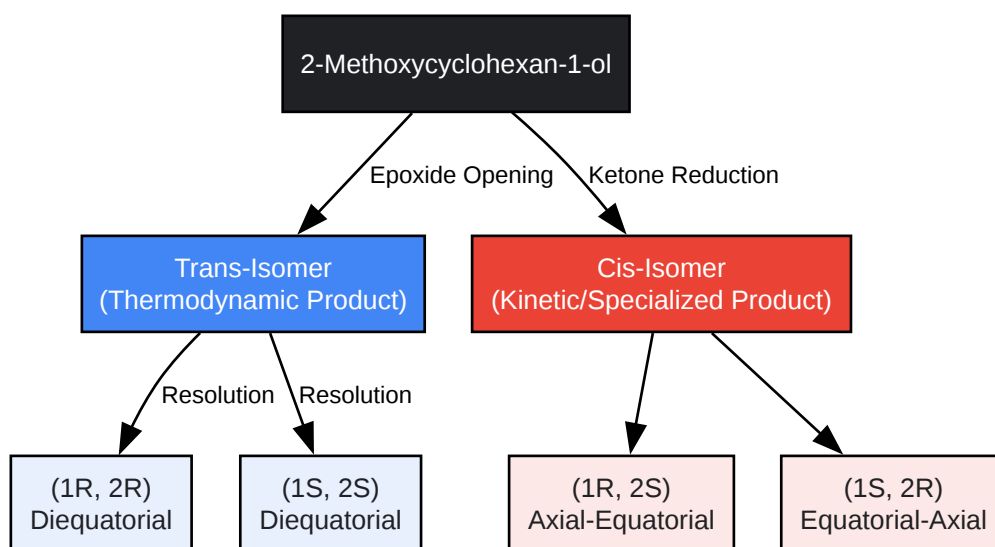 2-Methoxycyclohexan-1-ol
Epoxide Opening
Ketone Reduction
Trans-Isomer
(Thermodynamic Product)
Cis-Isomer
(Kinetic/Specialized Product)
Resolution
Resolution
(1R, 2R)
Diequatorial
(1S, 2S)
Diequatorial
(1R, 2S)
Axial-Equatorial
(1S, 2R)
Equatorial-Axial